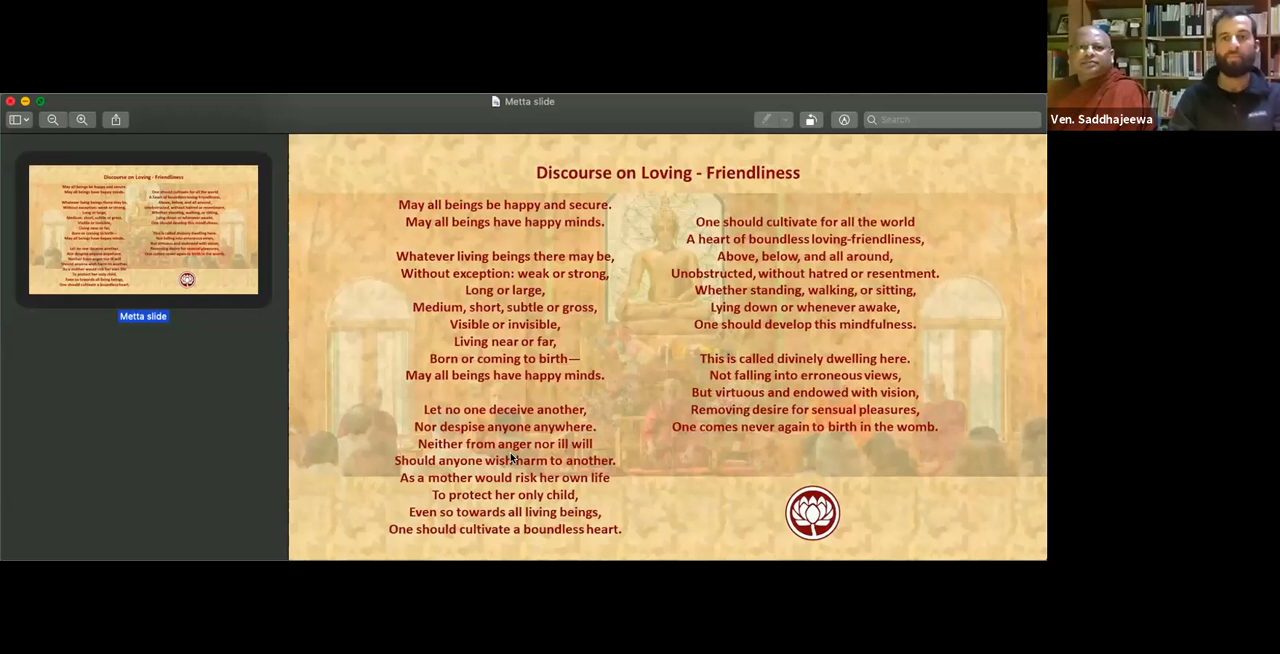 Metta slide
Search
Metta slide
Discourse on Loving - Friendliness
May all beings be happy and secure.
May all beings have happy minds.
Whatever living beings there may be,
Without exception: weak or strong,
Long or large,
Medium, short, subtle or gross,
Visible or invisible,
Living near or far,
Born or coming to birth—
May all beings have happy minds.
Let no one deceive another,
Nor despise anyone anywhere.
Neither from anger nor ill will
Should anyone wish harm to another.
As a mother would risk her own life
To protect her only child,
Even so towards all living beings,
One should cultivate a boundless heart.
One should cultivate for all the world
A heart of boundless loving-friendliness,
Above, below, and all around,
Unobstructed, without hatred or resentment.
Whether standing, walking, or sitting,
Lying down or whenever awake,
One should develop this mindfulness.
This is called divinely dwelling here.
Not falling into erroneous views,
But virtuous and endowed with vision,
Removing desire for sensual pleasures,
One comes never again to birth in the womb.
Ven. Saddhajeewa